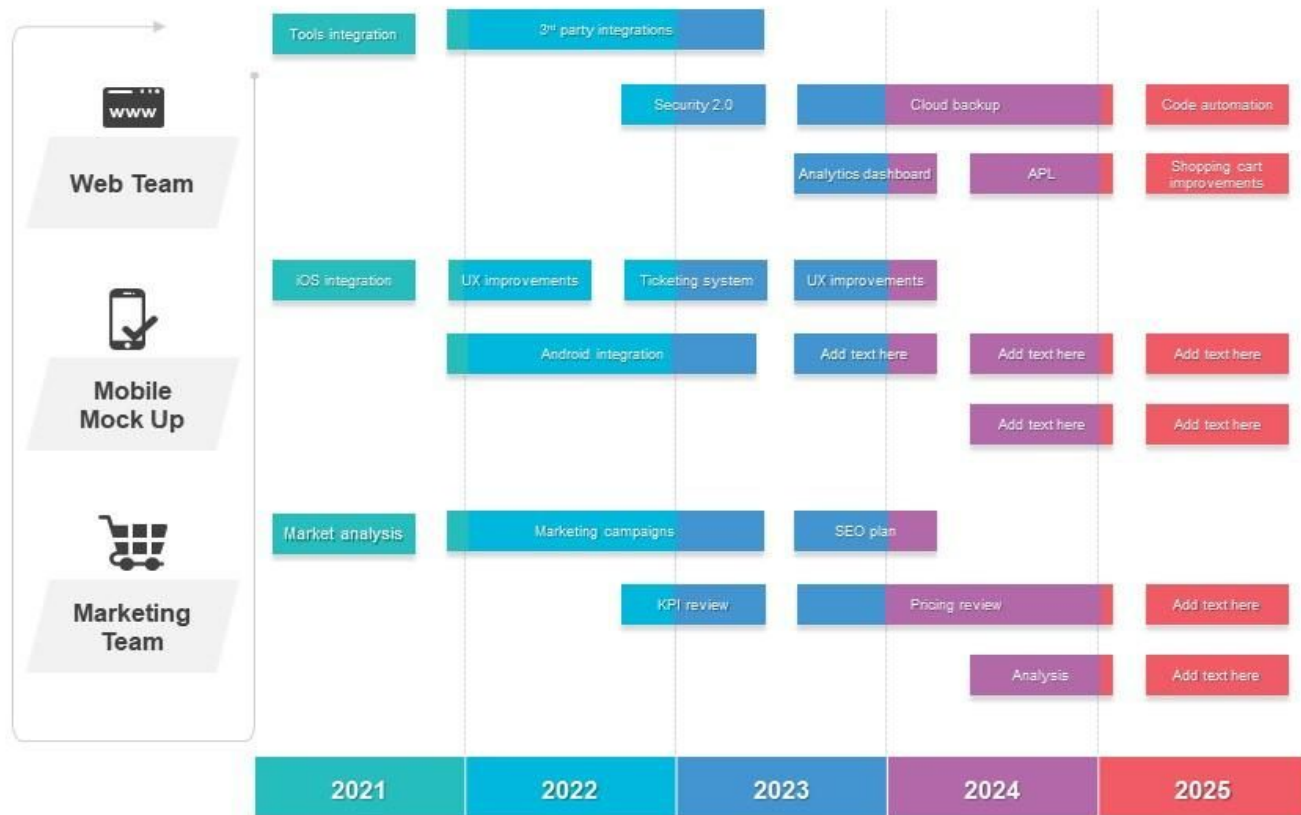 Tools integration
3rd party integrations
www
Security 2.0
Cloud backup
Code automation
Web Team
Analytics dashboard
APL
Shopping cart
improvements
iOS integration
UX improvements
Ticketing system
UX improvements
Mobile
Mock Up
Android integration
Add text here
Add text here
Add text here
Add text here
Add text here
Market analysis
Marketing campaigns
SEO plan
Marketing
Team
KPI review
Pricing review
Add text here
Analysis
Add text here
2021
2022
2023
2024
2025